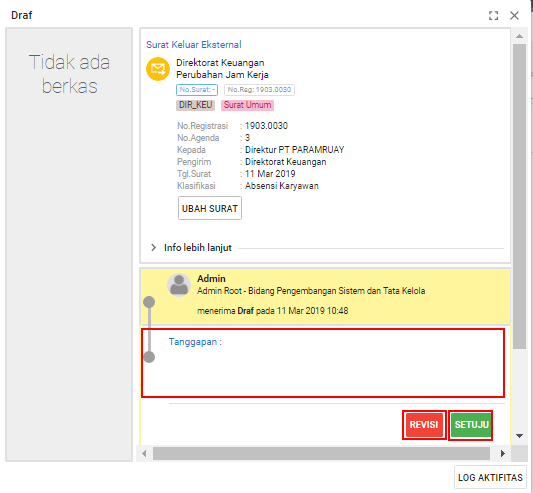 Draf
Tidak ada
berkas
Surat Keluar Eksternal
Direktorat Keuangan
Perubahan Jam Kerja
No.Surat: - No.Reg: 1903.0030
DIR_KEU Surat Umum
No.Registrasi : 1903.0030
No.Agenda : 3
Kepada : Direktur PT PARAMRUAY
Pengirim : Direktorat Keuangan
Tgl.Surat : 11 Mar 2019
Klasifikasi : Absensi Karyawan
UBAH SURAT
Info lebih lanjut
Admin
Admin Root - Bidang Pengembangan Sistem dan Tata Kelola
menerima Draf pada 11 Mar 2019 10:48
Tanggapan :
REVISI SETUJU
LOG AKTIFITAS